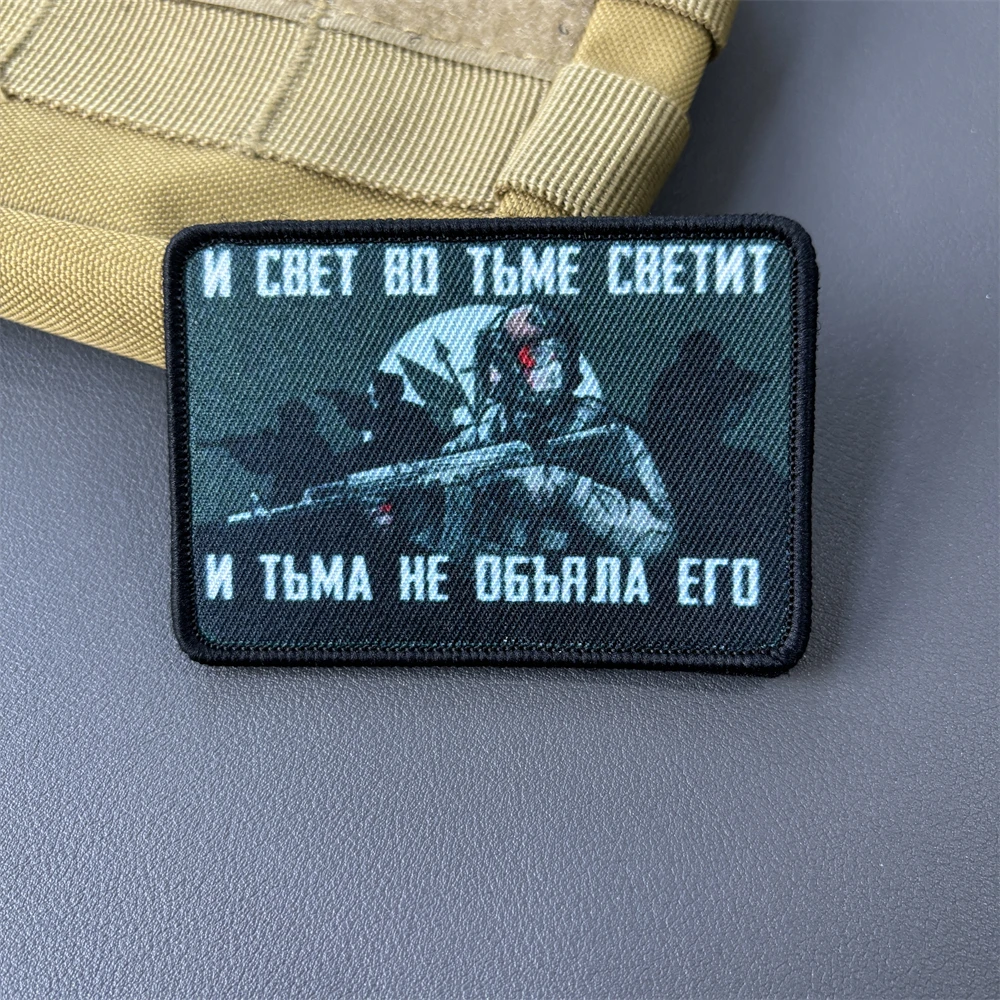 И СВЕТ ВО ТЬМЕ СВЕТИТ
И ТЬМА НЕ ОБЪЯЛА ЕГО